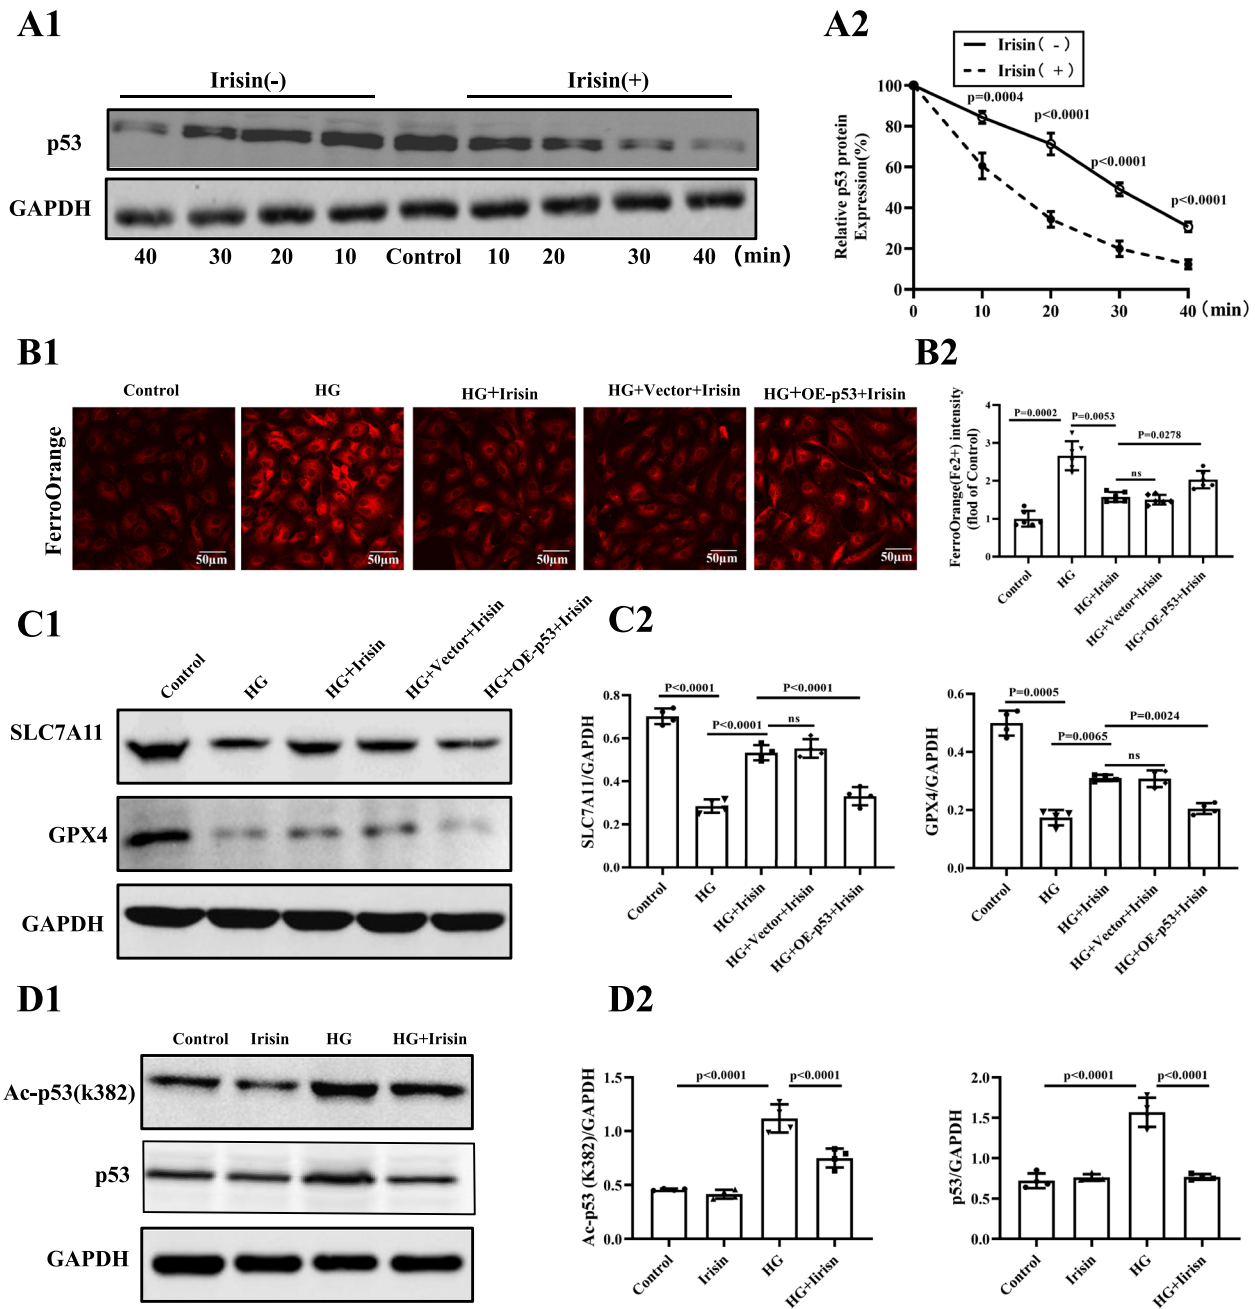 A1
Irisin(-)
Irisin(+)
p53
GAPDH
40 30 20 10 Control 10 20 30 40 (min)
A2
Irisin( - )
Irisin( + )
Relative p53 protein
Expression(%)
100
80
60
40
20
0
p=0.0004
p<0.0001
p<0.0001
p<0.0001
0 10 20 30 40 (min)
B1
Control HG HG+Irisin HG+Vector+Irisin HG+OE-p53+Irisin
FerroOrange
50μm 50μm 50μm 50μm 50μm
B2
FerroOrange(Fe2+) intensity
(flod of Control)
4
3
2
1
0
P=0.0002
P=0.0053
P=0.0278
ns
Control
HG
HG+Irisin
HG+Vector+Irisin
HG+OE-P53+Irisin
C1
Control
HG
HG+Irisin
HG+Vector+Irisin
HG+OE-p53+Irisin
SLC7A11
GPX4
GAPDH
C2
SLC7A11/GAPDH
0.8
0.6
0.4
0.2
0.0
P<0.0001
P<0.0001
P<0.0001
ns
Control
HG
HG+Irisin
HG+Vector+Irisin
HG+OE-p53+Irisin
GPX4/GAPDH
0.6
0.4
0.2
0.0
P=0.0005
P=0.0024
P=0.0065
ns
Control
HG
HG+Irisin
HG+Vector+Irisin
HG+OE-p53+Irisin
D1
Control Irisin HG HG+Irisin
Ac-p53(k382)
p53
GAPDH
D2
Ac-p53 (K382)/GAPDH
1.5
1.0
0.5
0.0
p<0.0001
p<0.0001
Control
Irisin
HG
HG+Iirisn
p53/GAPDH
2.0
1.5
1.0
0.5
0.0
p<0.0001
p<0.0001
Control
Irisin
HG
HG+Iirisn